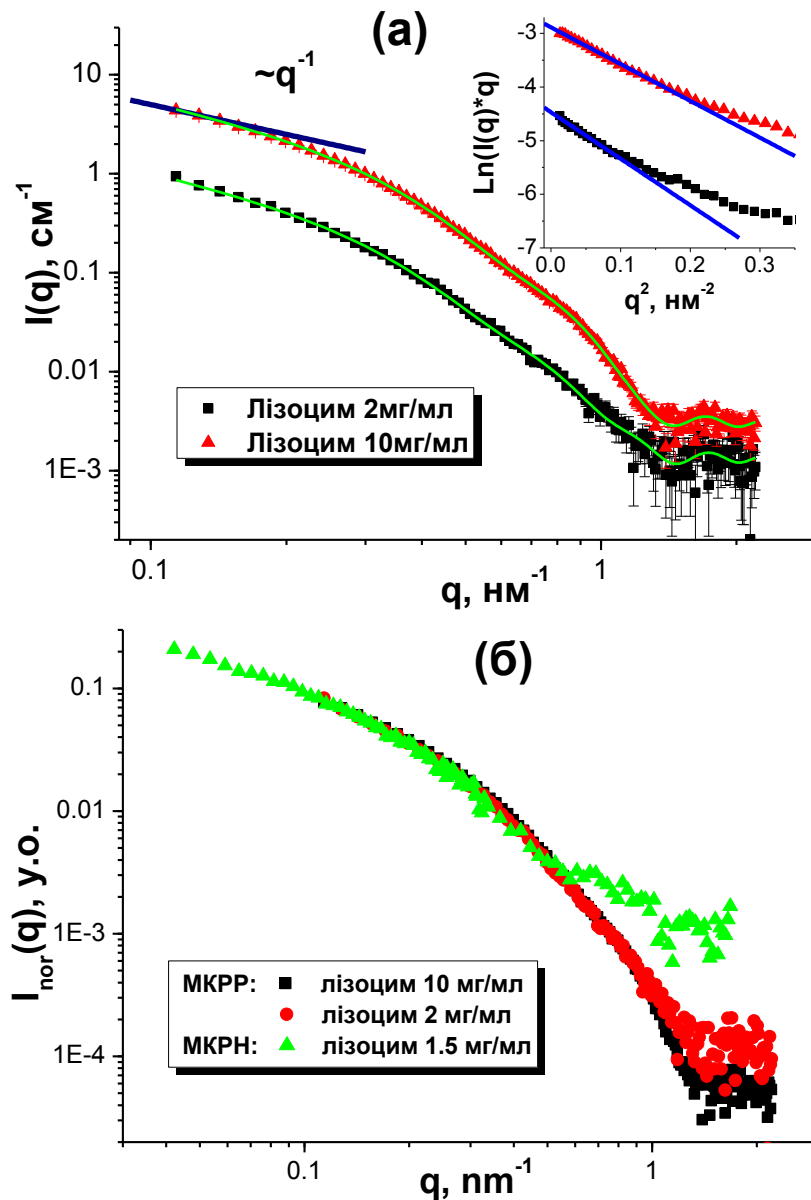 (а)
~q⁻¹
10
1
0.1
0.01
1E-3
I(q), см⁻¹
0.1
1
q, нм⁻¹
Лізоцим 2мг/мл
Лізоцим 10мг/мл
-3
-4
-5
-6
-7
Ln(I(q)*q)
0.0
0.1
0.2
0.3
q², нм⁻²
(б)
0.1
0.01
1E-3
1E-4
I_nor(q), у.о.
МКРР: лізоцим 10 мг/мл
лізоцим 2 мг/мл
МКРН: лізоцим 1.5 мг/мл
0.1
1
q, nm⁻¹